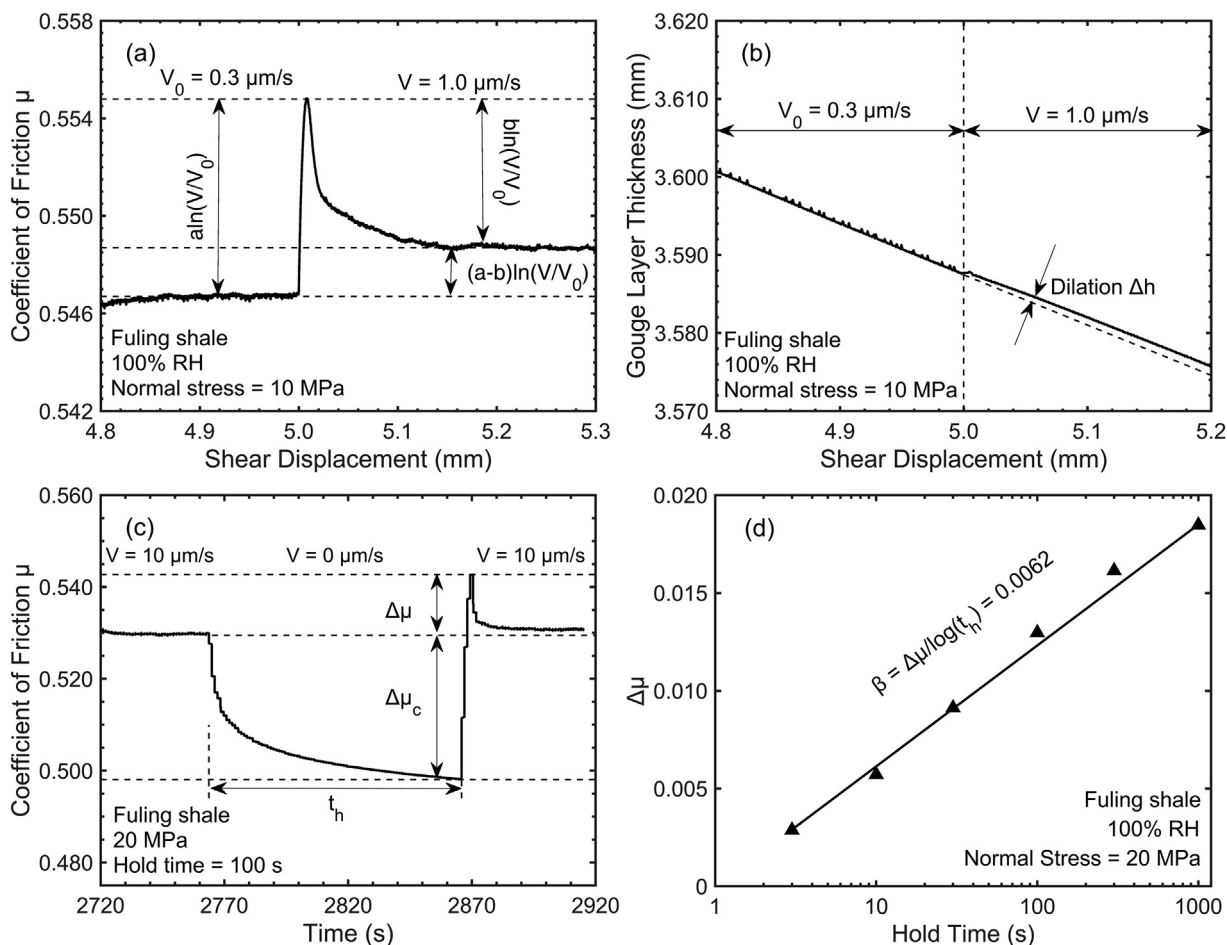 (a)
V₀ = 0.3 µm/s
V = 1.0 µm/s
aln(V/V₀)
bln(V/V₀)
(a-b)ln(V/V₀)
Fuling shale
100% RH
Normal stress = 10 MPa
Coefficient of Friction µ
0.558
0.554
0.550
0.546
0.542
4.8
4.9
5.0
5.1
5.2
5.3
Shear Displacement (mm)
(b)
V₀ = 0.3 µm/s
V = 1.0 µm/s
Dilation Δh
Fuling shale
100% RH
Normal stress = 10 MPa
Gouge Layer Thickness (mm)
3.620
3.610
3.600
3.590
3.580
3.570
4.8
4.9
5.0
5.1
5.2
Shear Displacement (mm)
(c)
V = 10 µm/s
V = 0 µm/s
V = 10 µm/s
Δµ
Δµc
th
Fuling shale
20 MPa
Hold time = 100 s
Coefficient of Friction µ
0.560
0.540
0.520
0.500
0.480
2720
2770
2820
2870
2920
Time (s)
(d)
β = Δµ/log(th) = 0.0062
Fuling shale
100% RH
Normal Stress = 20 MPa
Δµ
0.020
0.015
0.010
0.005
0
1
10
100
1000
Hold Time (s)